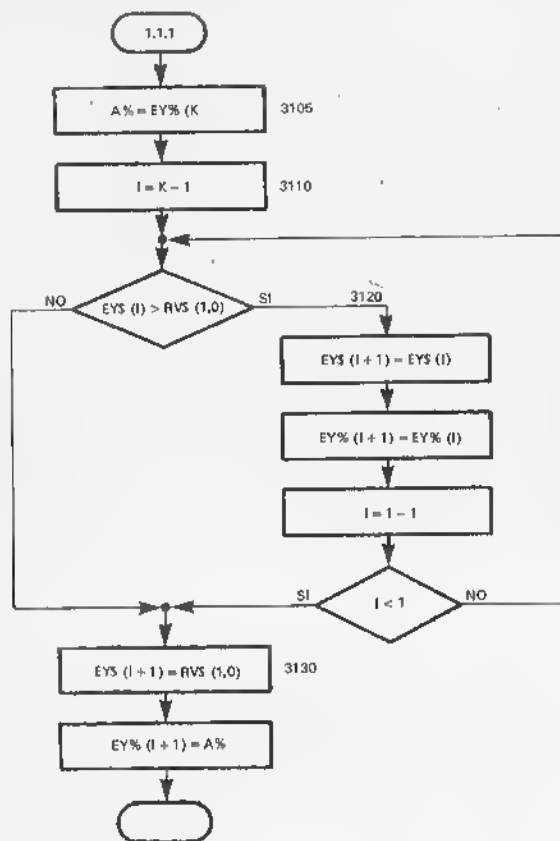 1.1.1
A% = EY% (K
3105
I = K – 1
3110
NO
EY$ (I) > RV$ (1,0)
SI
3120
EY$ (I + 1) = EY$ (I)
EY% (I + 1) = EY% (I)
I = 1 – 1
SI
I < 1
NO
EY$ (I + 1) = RV$ (1,0)
3130
EY% (I + 1) = A%